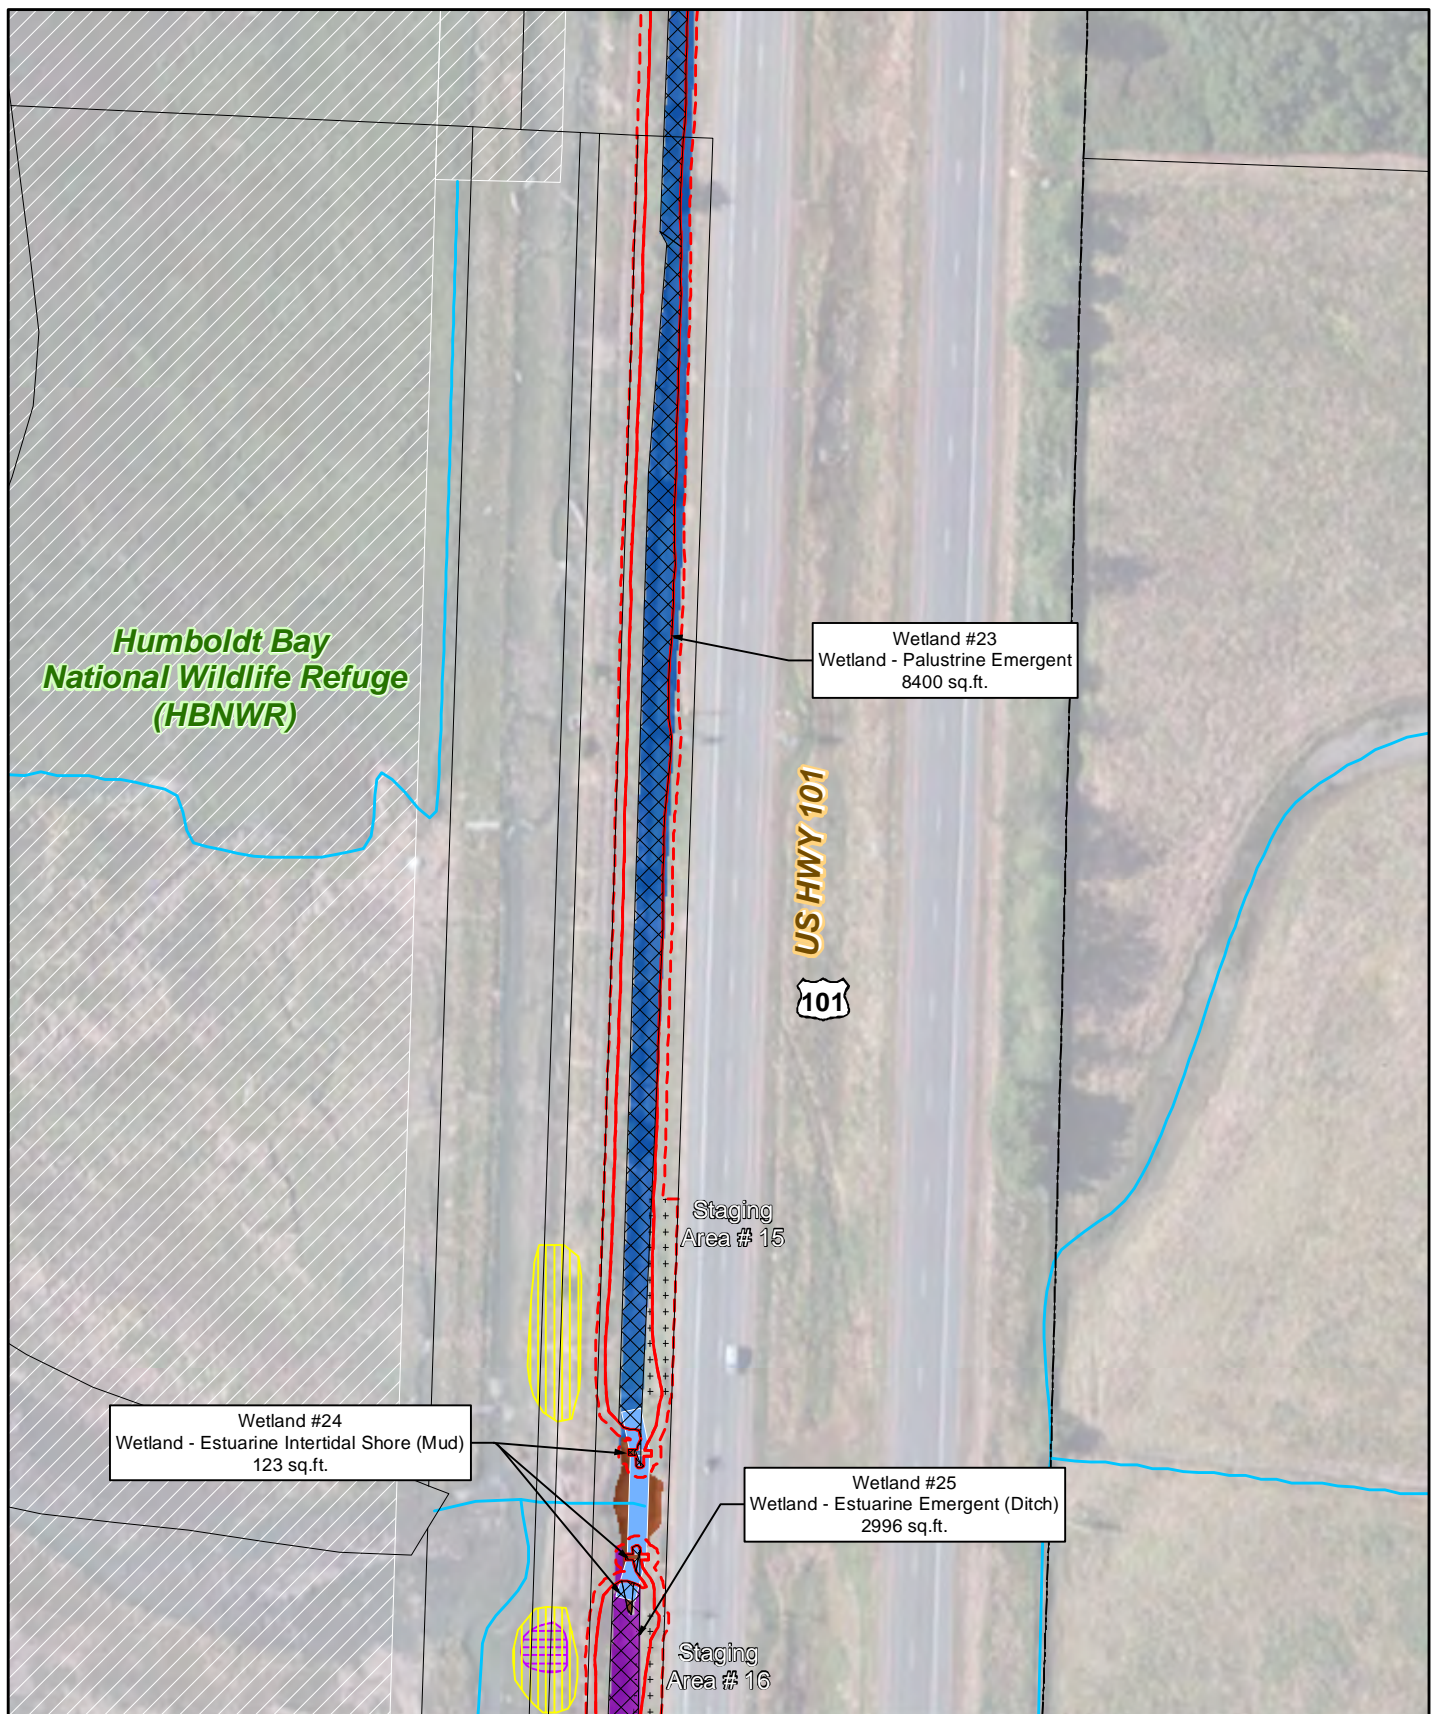 Humboldt Bay
National Wildlife Refuge
(HBNWR)
Wetland #23
Wetland - Palustrine Emergent
8400 sq.ft.
US HWY 101
101
Staging
Area # 15
Wetland #24
Wetland - Estuarine Intertidal Shore (Mud)
123 sq.ft.
Wetland #25
Wetland - Estuarine Emergent (Ditch)
2996 sq.ft.
Staging
Area # 16